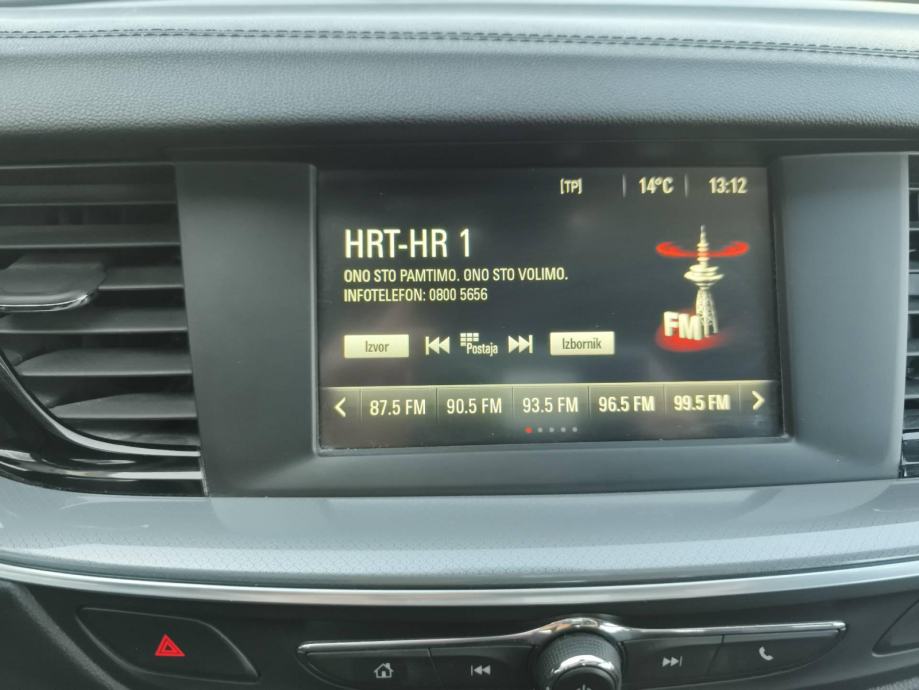 [TP] 14°C 13:12
HRT-HR 1
ONO STO PAMTIMO. ONO STO VOLIMO.
INFOTELEFON: 0800 5656
FM
Izvor Postaja Izbornik
87.5 FM 90.5 FM 93.5 FM 96.5 FM 99.5 FM